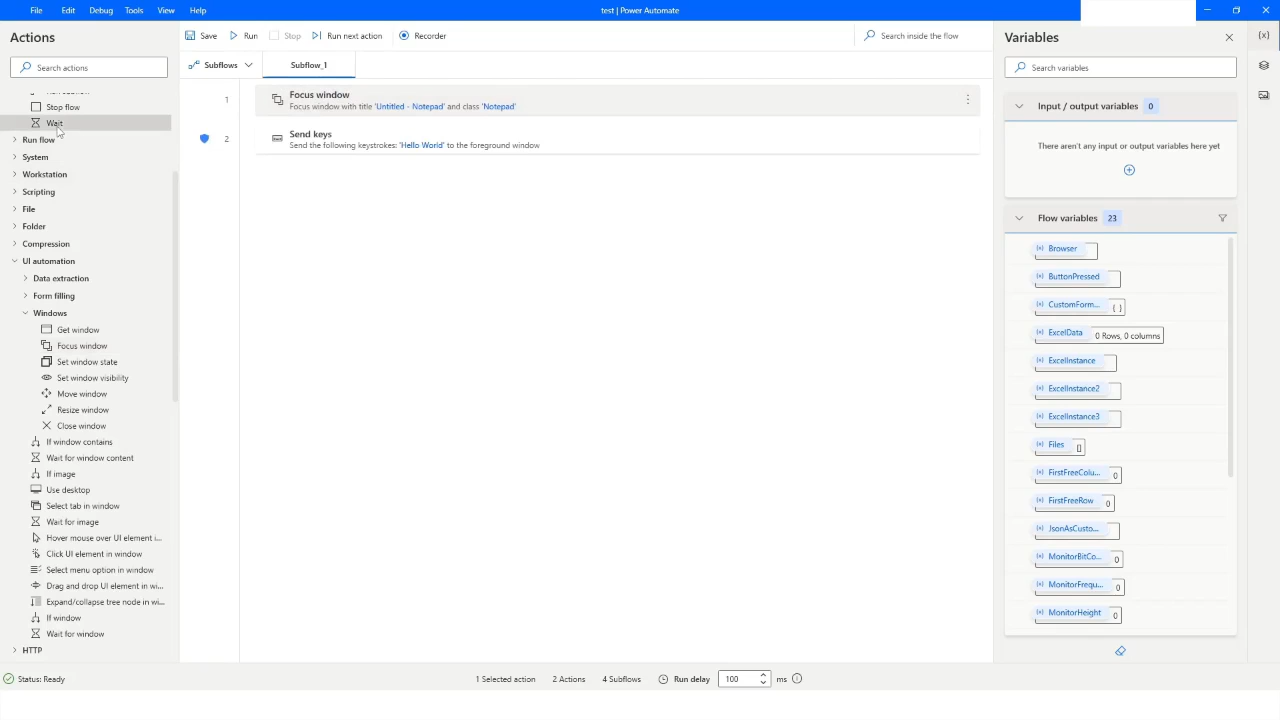 File Edit Debug Tools View Help
test | Power Automate
Actions
Search actions
Stop flow
Wait
Run flow
System
Workstation
Scripting
File
Folder
Compression
UI automation
Data extraction
Form filling
Windows
Get window
Focus window
Set window state
Set window visibility
Move window
Resize window
Close window
If window contains
Wait for window content
If image
Use desktop
Select tab in window
Wait for image
Hover mouse over UI element i...
Click UI element in window
Select menu option in window
Drag and drop UI element in wi...
Expand/collapse tree node in wi...
If window
Wait for window
HTTP
Save Run Stop Run next action Recorder
Search inside the flow
Subflows Subflow_1
1 Focus window
Focus window with title 'Untitled - Notepad' and class 'Notepad'
2 Send keys
Send the following keystrokes: 'Hello World' to the foreground window
Variables
Search variables
Input / output variables 0
There aren't any input or output variables here yet
Flow variables 23
Browser
ButtonPressed
CustomForm... { }
ExcelData 0 Rows, 0 columns
ExcelInstance
ExcelInstance2
ExcelInstance3
Files []
FirstFreeColu... 0
FirstFreeRow 0
JsonAsCusto...
MonitorBitCo... 0
MonitorFrequ... 0
MonitorHeight 0
Status: Ready
1 Selected action 2 Actions 4 Subflows Run delay 100 ms